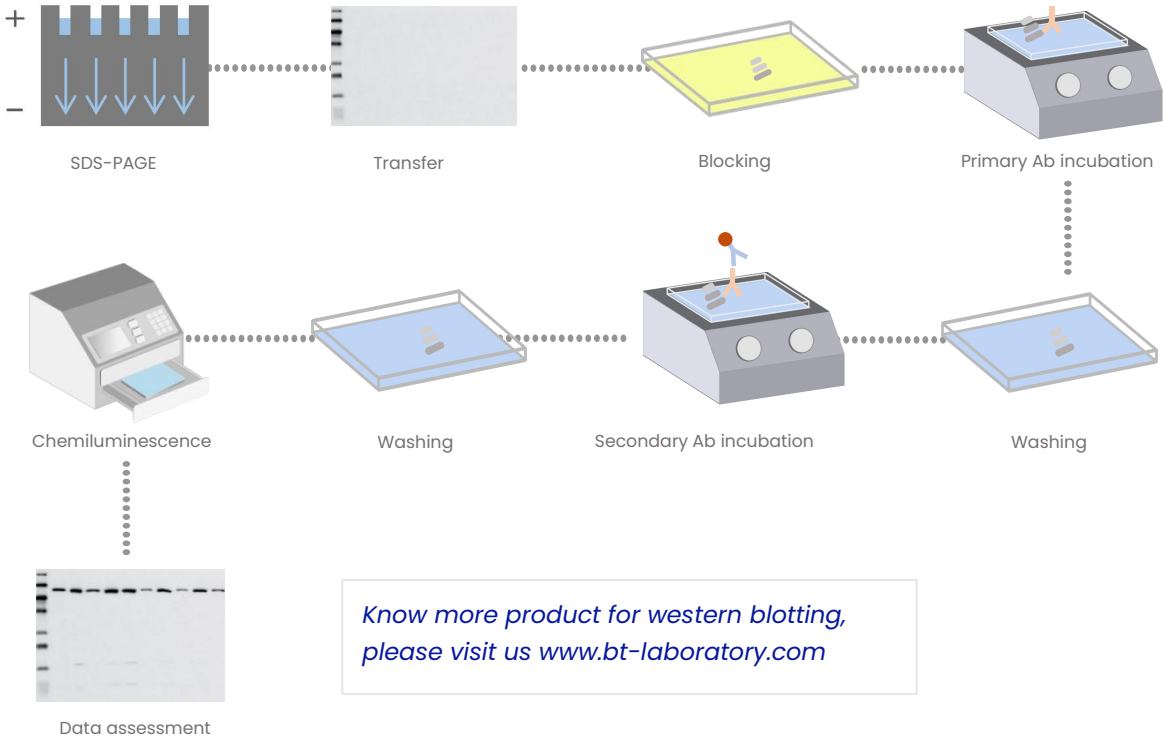 +
–
SDS-PAGE
Transfer
Blocking
Primary Ab incubation
Chemiluminescence
Washing
Secondary Ab incubation
Washing
Know more product for western blotting,
please visit us www.bt-laboratory.com
Data assessment